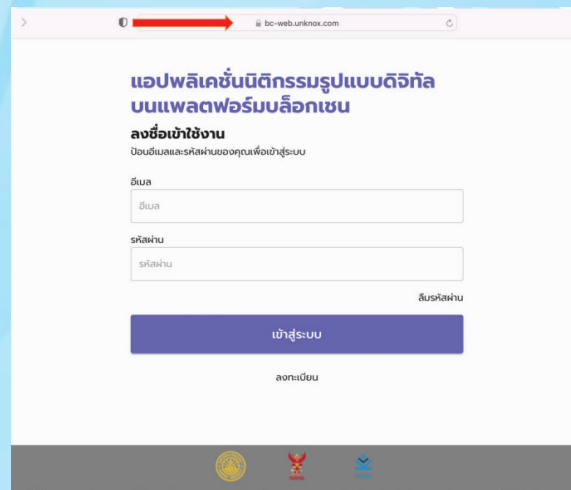 bc-web.unknox.com
แอปพลิเคชั่นนิติกรรมรูปแบบดิจิทัล
บนแพลตฟอร์มบล็อกเชน
ลงชื่อเข้าใช้งาน
ป้อนอีเมลและรหัสผ่านของคุณเพื่อเข้าสู่ระบบ
อีเมล
อีเมล
รหัสผ่าน
รหัสผ่าน
ลืมรหัสผ่าน
เข้าสู่ระบบ
ลงทะเบียน